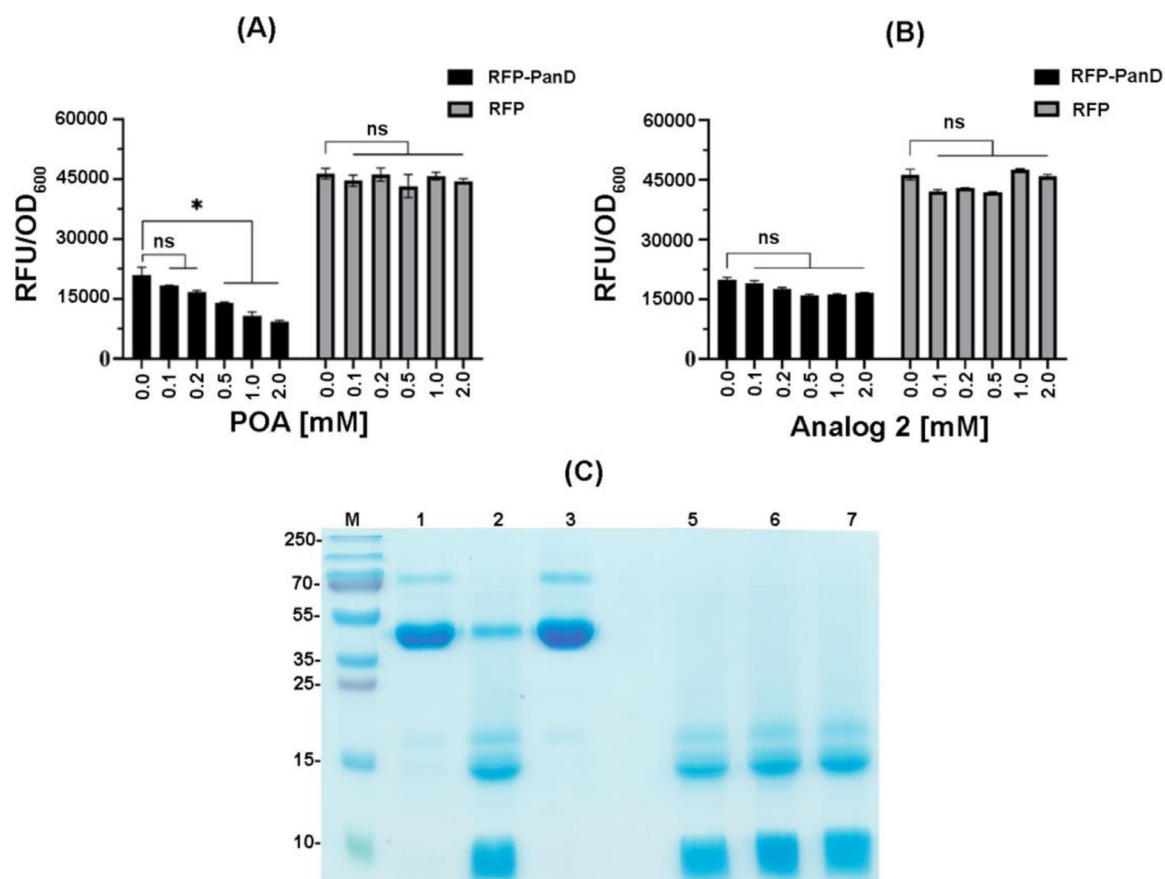 (A)
RFP-PanD
RFP
RFU/OD600
60000
45000
30000
15000
0
ns
*
ns
0.0 0.1 0.2 0.5 1.0 2.0 0.0 0.1 0.2 0.5 1.0 2.0
POA [mM]
(B)
RFP-PanD
RFP
RFU/OD600
60000
45000
30000
15000
0
ns
ns
0.0 0.1 0.2 0.5 1.0 2.0 0.0 0.1 0.2 0.5 1.0 2.0
Analog 2 [mM]
(C)
M 1 2 3 5 6 7
250-
70-
55-
35-
25-
15-
10-